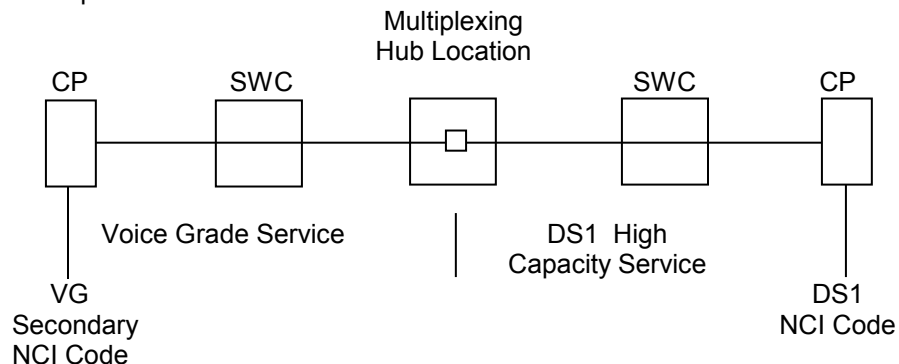 Multiplexing
Hub Location
CP
SWC
SWC
CP
Voice Grade Service
DS1 High
Capacity Service
VG
Secondary
NCI Code
DS1
NCI Code